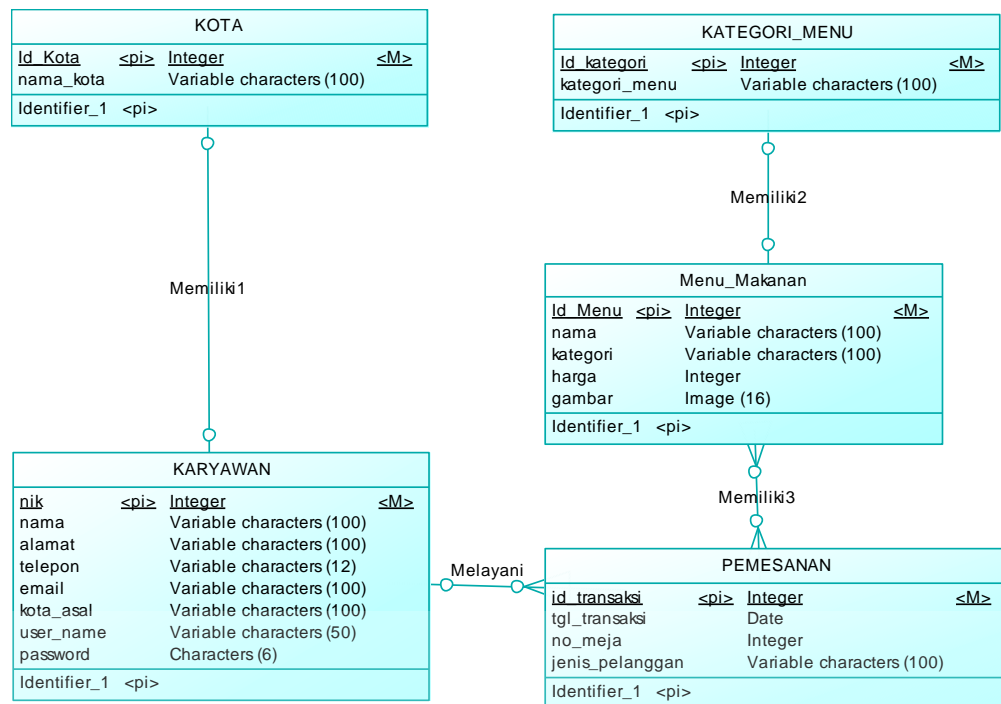 KOTA
Id_Kota <pi> Integer <M>
nama_kota Variable characters (100)
Identifier_1 <pi>
Memiliki1
KARYAWAN
nik <pi> Integer <M>
nama Variable characters (100)
alamat Variable characters (100)
telepon Variable characters (12)
email Variable characters (100)
kota_asal Variable characters (100)
user_name Variable characters (50)
password Characters (6)
Identifier_1 <pi>
Melayani
KATEGORI_MENU
Id_kategori <pi> Integer <M>
kategori_menu Variable characters (100)
Identifier_1 <pi>
Memiliki2
Menu_Makanan
Id_Menu <pi> Integer <M>
nama Variable characters (100)
kategori Variable characters (100)
harga Integer
gambar Image (16)
Identifier_1 <pi>
Memiliki3
PEMESANAN
id_transaksi <pi> Integer <M>
tgl_transaksi Date
no_meja Integer
jenis_pelanggan Variable characters (100)
Identifier_1 <pi>